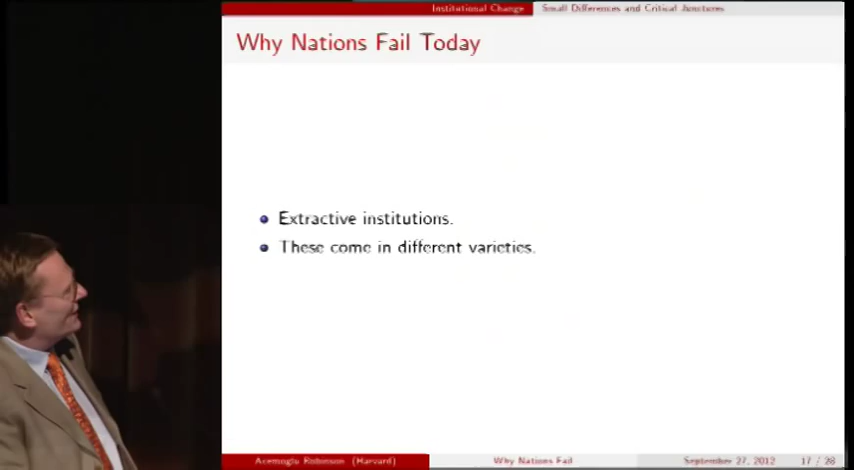 Institutional Change Small Differences and Critical Junctures
Why Nations Fail Today
Extractive institutions.
These come in different varieties.
Acemoglu Robinson (Harvard) Why Nations Fail September 27, 2012 17 / 38